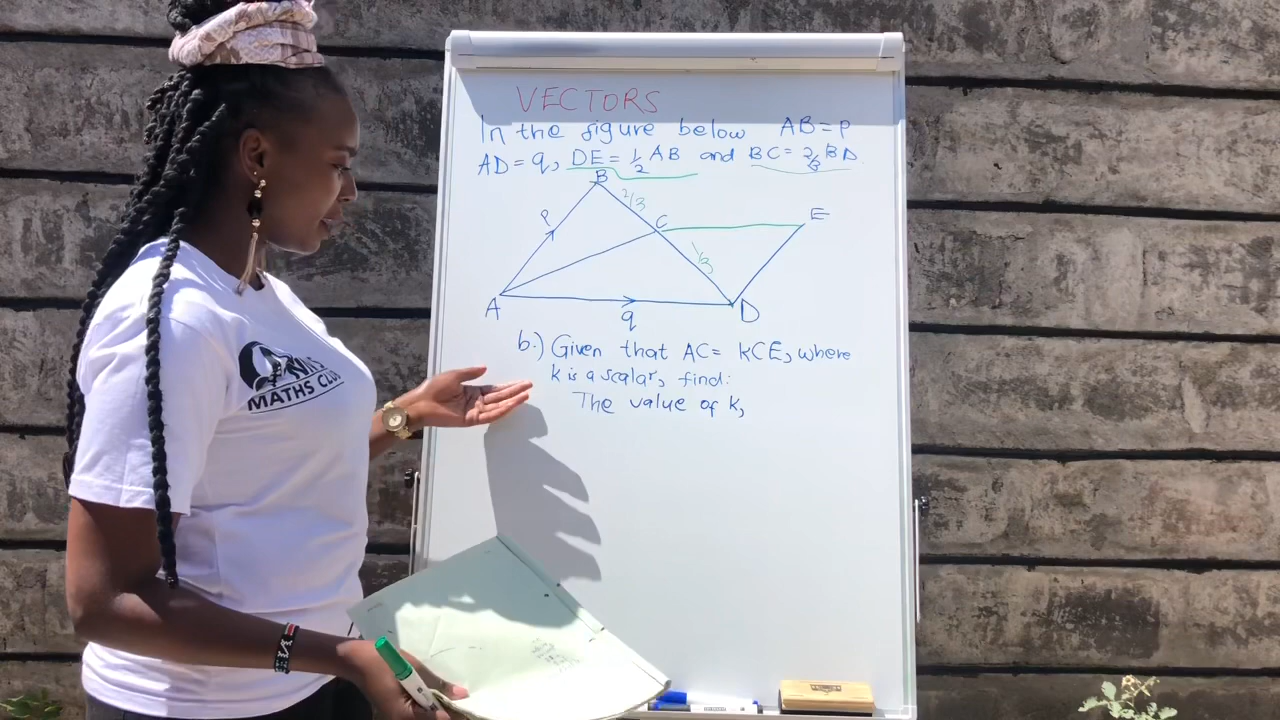 VECTORS
In the figure below AB = P
AD = q, DE = 1/2 AB and BC = 2/3 BD.
B
2/3
P
C
E
1/3
A
q
D
b.) Given that AC = kCE, where
k is a scalar, find:
The value of k,
MATHS CLUB